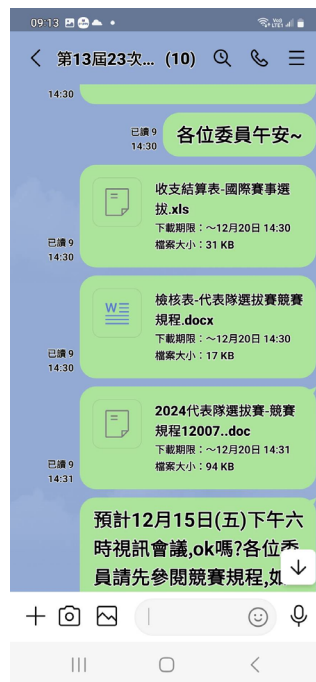 09:13
第13屆23次... (10)
14:30
已讀 9
14:30
各位委員午安~
收支結算表-國際賽事選
拔.xls
下載期限：～12月20日 14:30
檔案大小：31 KB
已讀 9
14:30
W
檢核表-代表隊選拔賽競賽
規程.docx
下載期限：～12月20日 14:30
檔案大小：17 KB
已讀 9
14:30
2024代表隊選拔賽-競賽
規程12007..doc
下載期限：～12月20日 14:31
檔案大小：94 KB
已讀 9
14:31
預計12月15日(五)下午六
時視訊會議,ok嗎?各位委
員請先參閱競賽規程,如